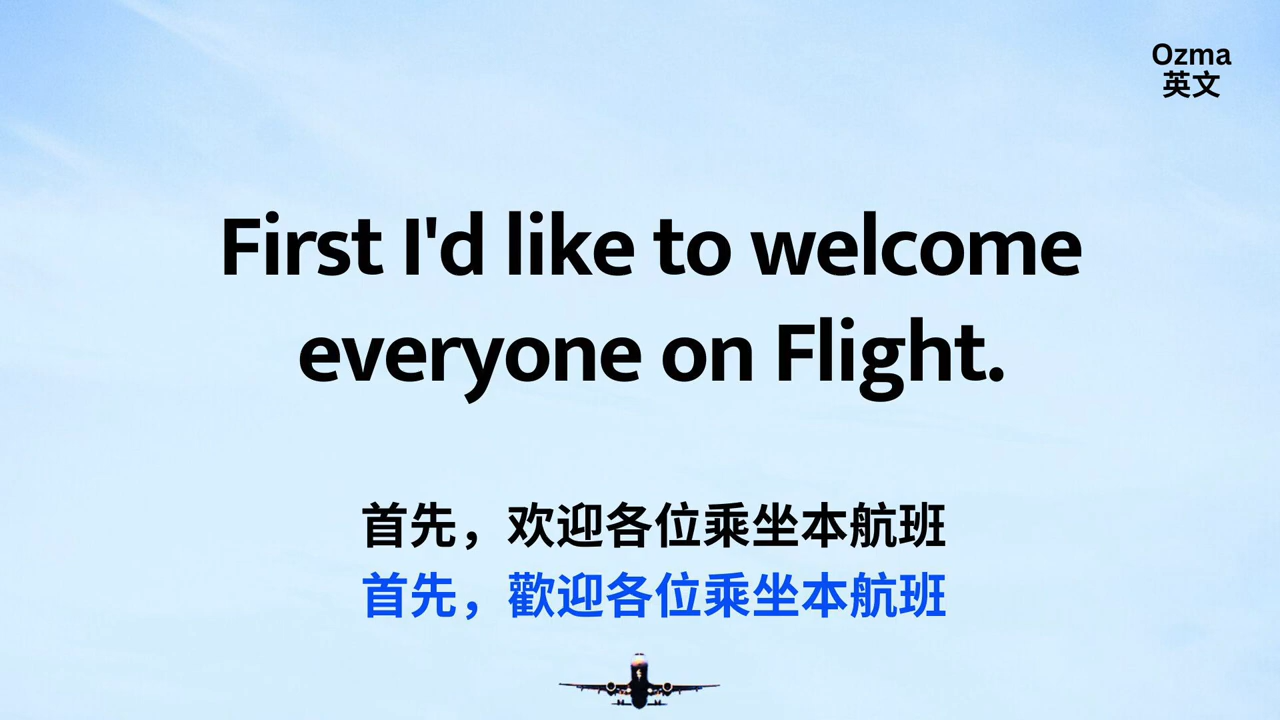 Ozma
英文
First I'd like to welcome
everyone on Flight.
首先，欢迎各位乘坐本航班
首先，歡迎各位乘坐本航班